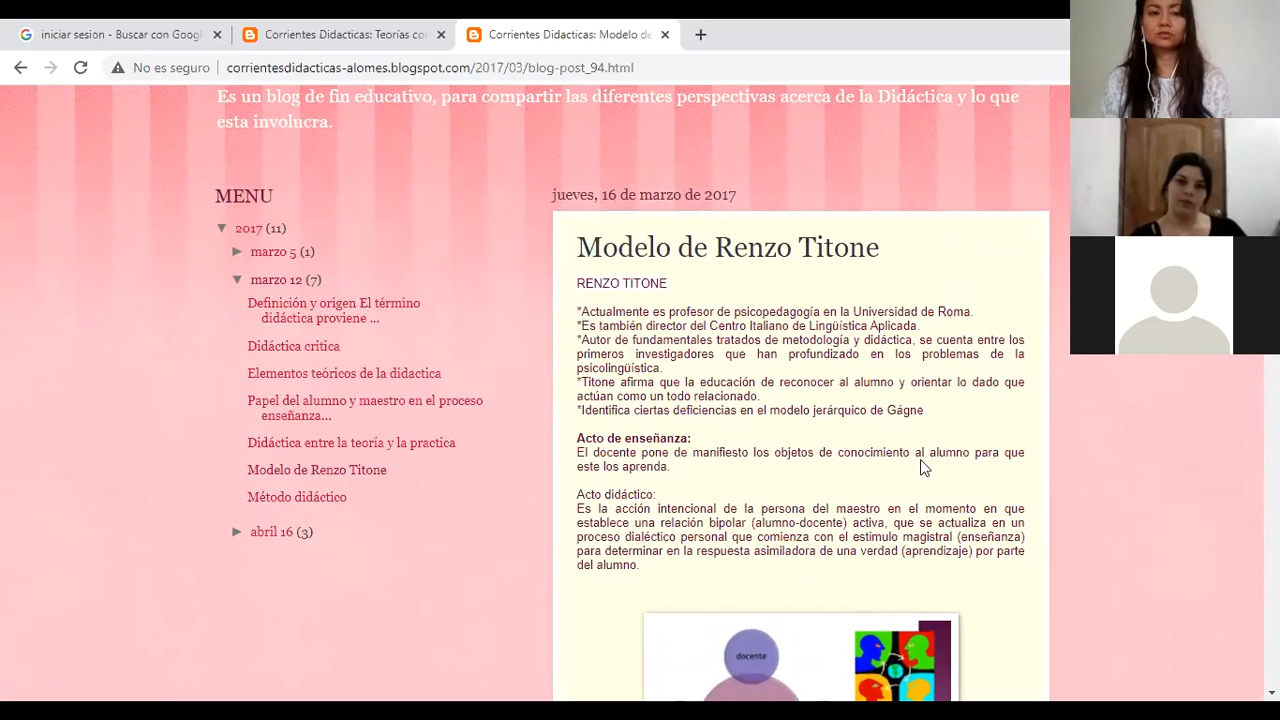 iniciar sesion - Buscar con Googl
Corrientes Didacticas: Teorías co
Corrientes Didacticas: Modelo de
No es seguro
corrientesdidacticas-alomes.blogspot.com/2017/03/blog-post_94.html
Es un blog de fin educativo, para compartir las diferentes perspectivas acerca de la Didáctica y lo que
esta involucra.
MENU
▼ 2017 (11)
► marzo 5 (1)
▼ marzo 12 (7)
Definición y origen El término
didáctica proviene ...
Didáctica critica
Elementos teóricos de la didactica
Papel del alumno y maestro en el proceso
enseñanza...
Didáctica entre la teoría y la practica
Modelo de Renzo Titone
Método didáctico
► abril 16 (3)
jueves, 16 de marzo de 2017
Modelo de Renzo Titone
RENZO TITONE
*Actualmente es profesor de psicopedagogía en la Universidad de Roma.
*Es también director del Centro Italiano de Lingüística Aplicada.
*Autor de fundamentales tratados de metodología y didáctica, se cuenta entre los
primeros investigadores que han profundizado en los problemas de la
psicolingüística.
*Titone afirma que la educación de reconocer al alumno y orientar lo dado que
actúan como un todo relacionado.
*Identifica ciertas deficiencias en el modelo jerárquico de Gágne
Acto de enseñanza:
El docente pone de manifiesto los objetos de conocimiento al alumno para que
este los aprenda.
Acto didáctico:
Es la acción intencional de la persona del maestro en el momento en que
establece una relación bipolar (alumno-docente) activa, que se actualiza en un
proceso dialéctico personal que comienza con el estimulo magistral (enseñanza)
para determinar en la respuesta asimiladora de una verdad (aprendizaje) por parte
del alumno.
docente